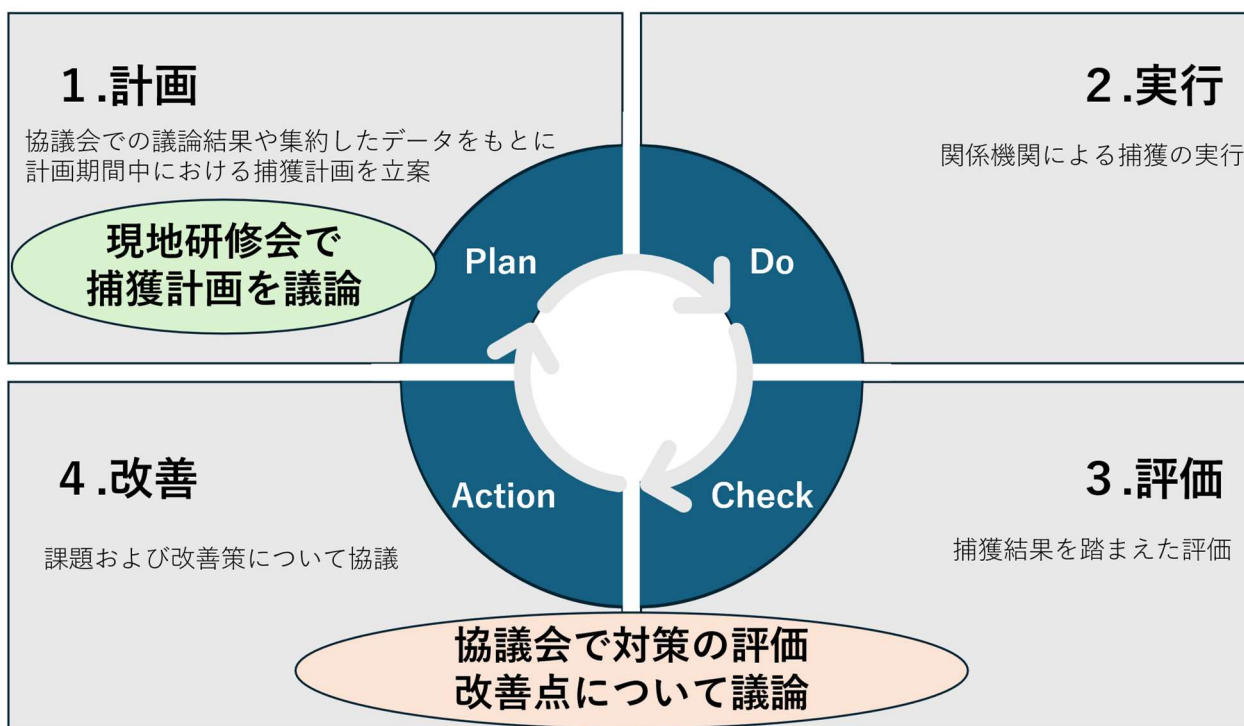 １.計画
協議会での議論結果や集約したデータをもとに
計画期間中における捕獲計画を立案
現地研修会で
捕獲計画を議論
２.実行
関係機関による捕獲の実行
Plan
Do
４.改善
課題および改善策について協議
Action
Check
３.評価
捕獲結果を踏まえた評価
協議会で対策の評価
改善点について議論